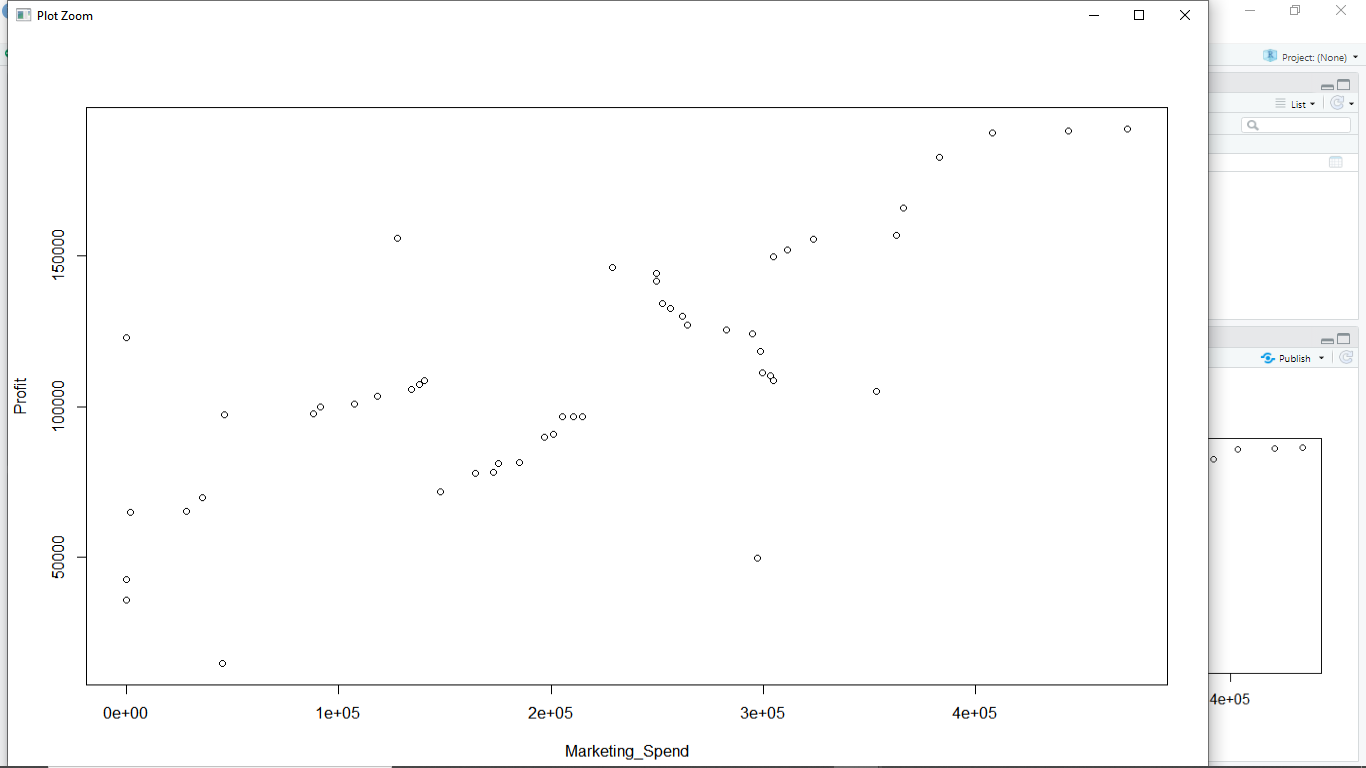 Plot Zoom
Project: (None)
List
Publish
150000
100000
50000
Profit
0e+00 1e+05 2e+05 3e+05 4e+05
Marketing_Spend
4e+05